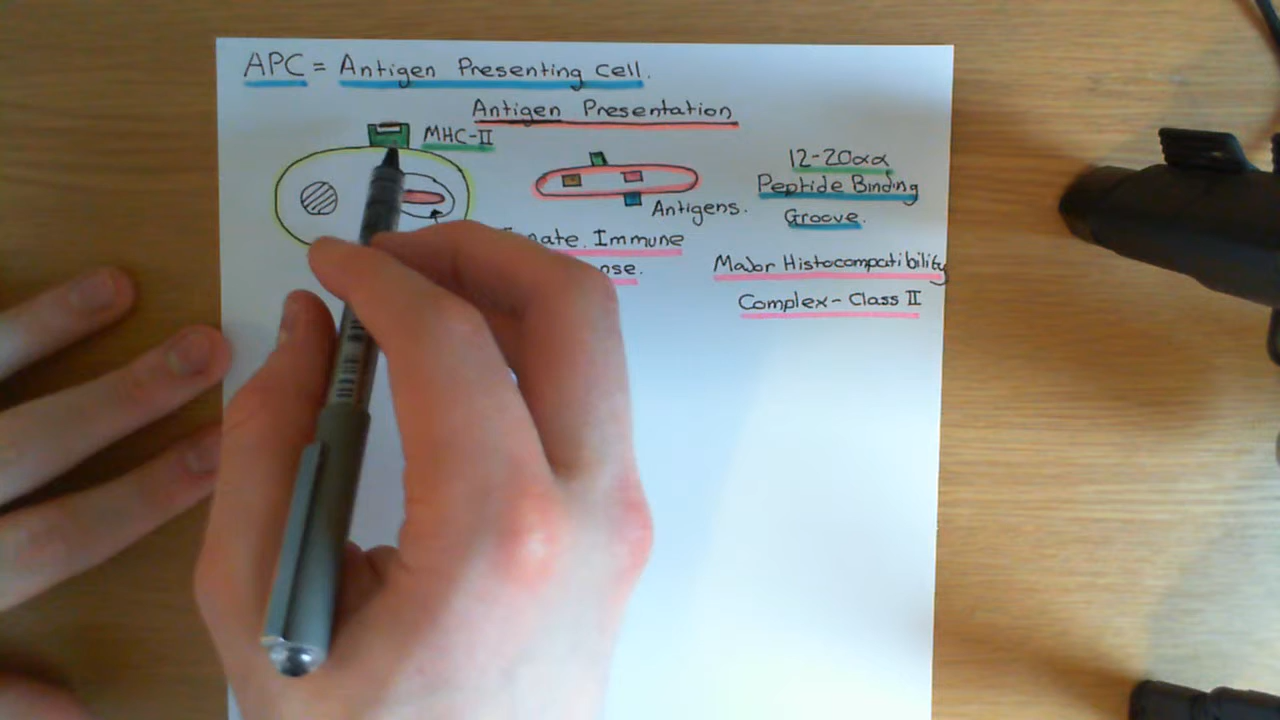 APC = Antigen Presenting Cell.
Antigen Presentation
MHC-II
12-20αα
Peptide Binding
Groove.
Antigens.
Immune
Major Histocompatibility
Complex - Class II